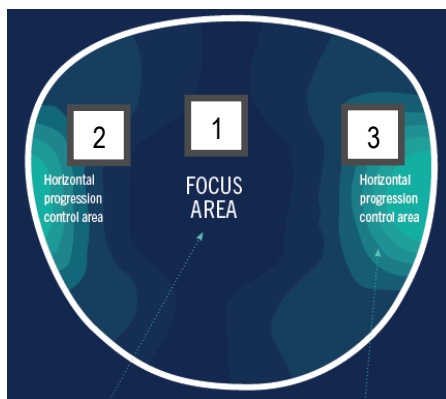 2
1
3
FOCUS
AREA
Horizontal
progression
control area
Horizontal
progression
control area